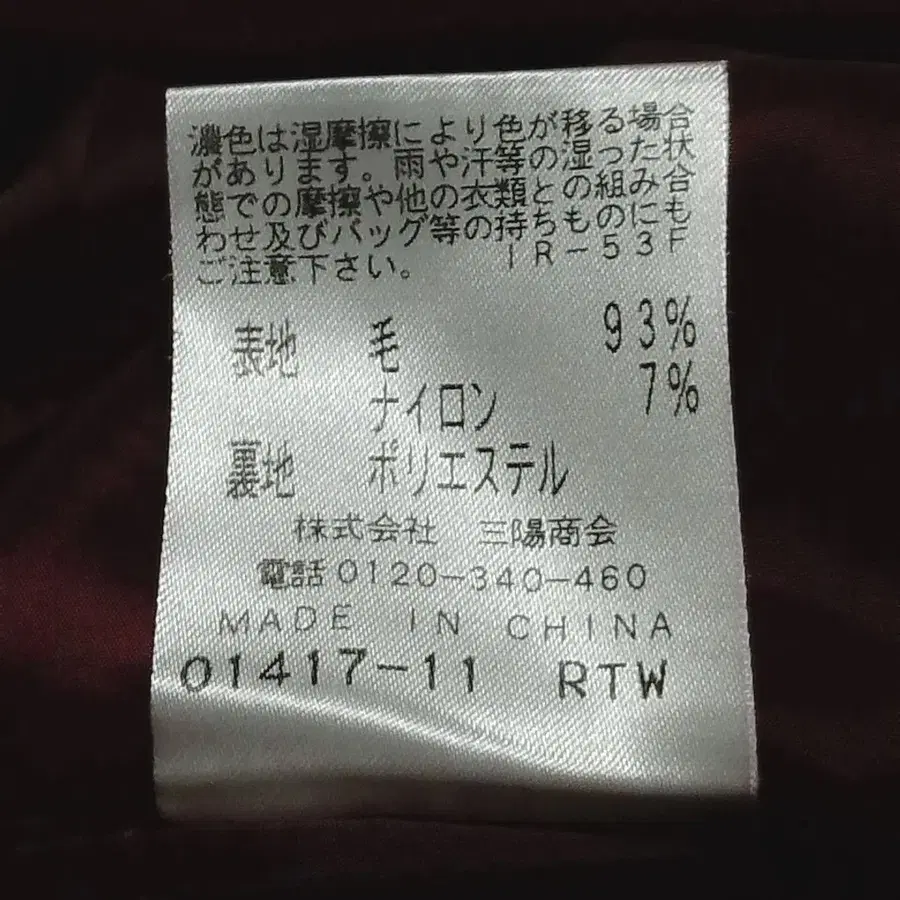 濃色は湿摩擦により色が移る場合
があります。雨や汗等の湿った状
態での摩擦や他の衣類との組み合
わせ及びバッグ等の持ちもの にも
ご注意下さい。 I-R-53F
表地 毛 93%
ナイロン 7%
裏地 ポリエステル
株式会社 三陽商会
電話0120-340-460
MADE IN CHINA
01417-11 RTW